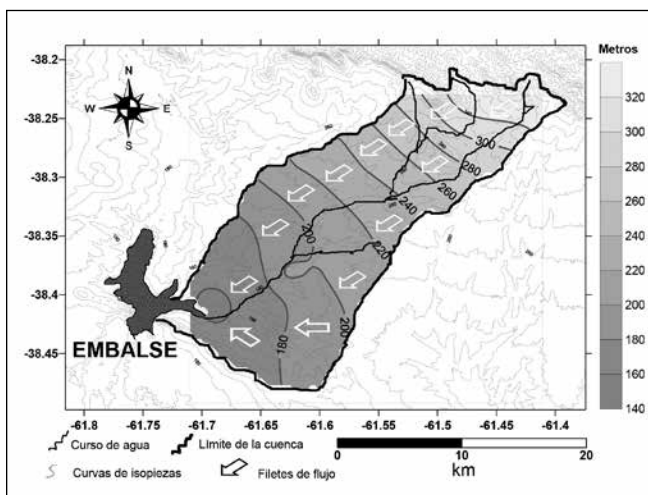 Metros
-38.2
-38.25
-38.3
-38.35
-38.4
-38.45
N
W E
S
320
300
280
260
240
220
200
180
160
140
300
280
260
240
220
200
200
180
EMBALSE
-61.8 -61.75 -61.7 -61.65 -61.6 -61.55 -61.5 -61.45 -61.4
Curso de agua
Límite de la cuenca
Curvas de isopiezas
Filetes de flujo
0 10 20
km